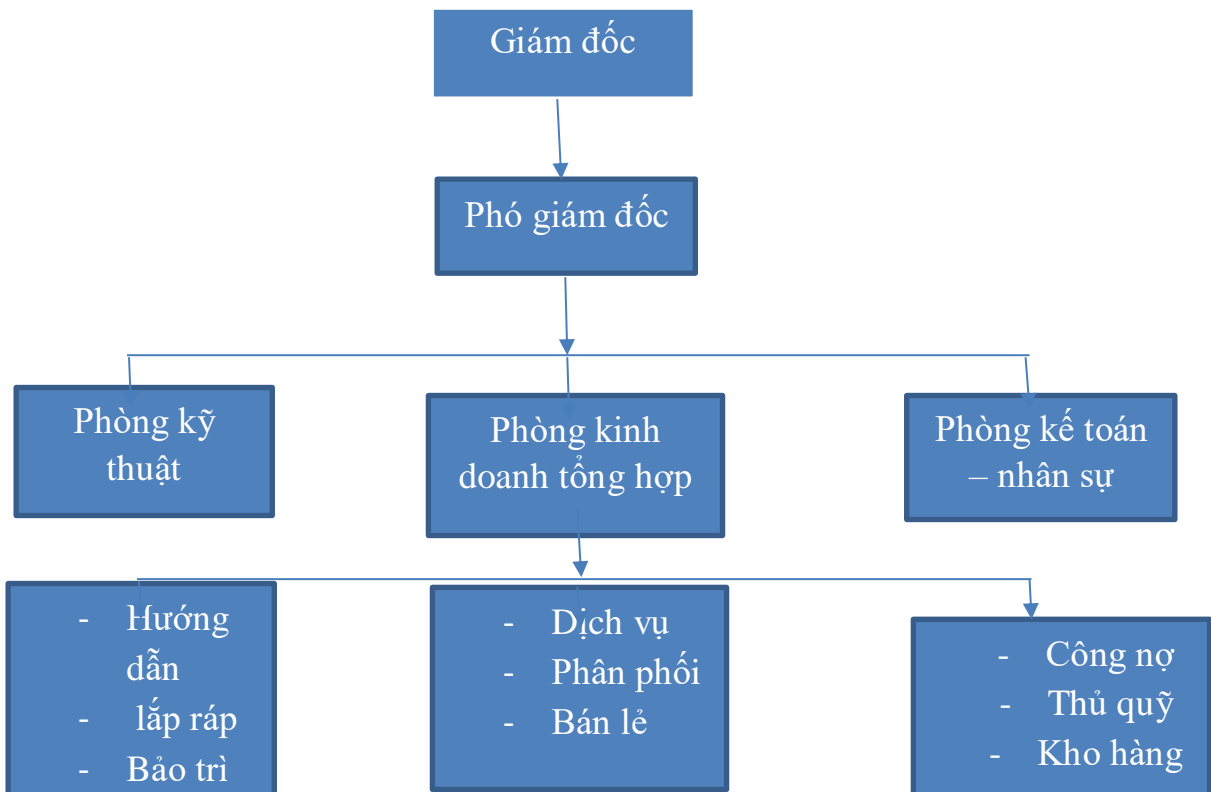 Giám đốc
Phó giám đốc
Phòng kỹ
thuật
Phòng kinh
doanh tổng hợp
Phòng kế toán
– nhân sự
- Hướng
dẫn
- lắp ráp
- Bảo trì
- Dịch vụ
- Phân phối
- Bán lẻ
- Công nợ
- Thủ quỹ
- Kho hàng